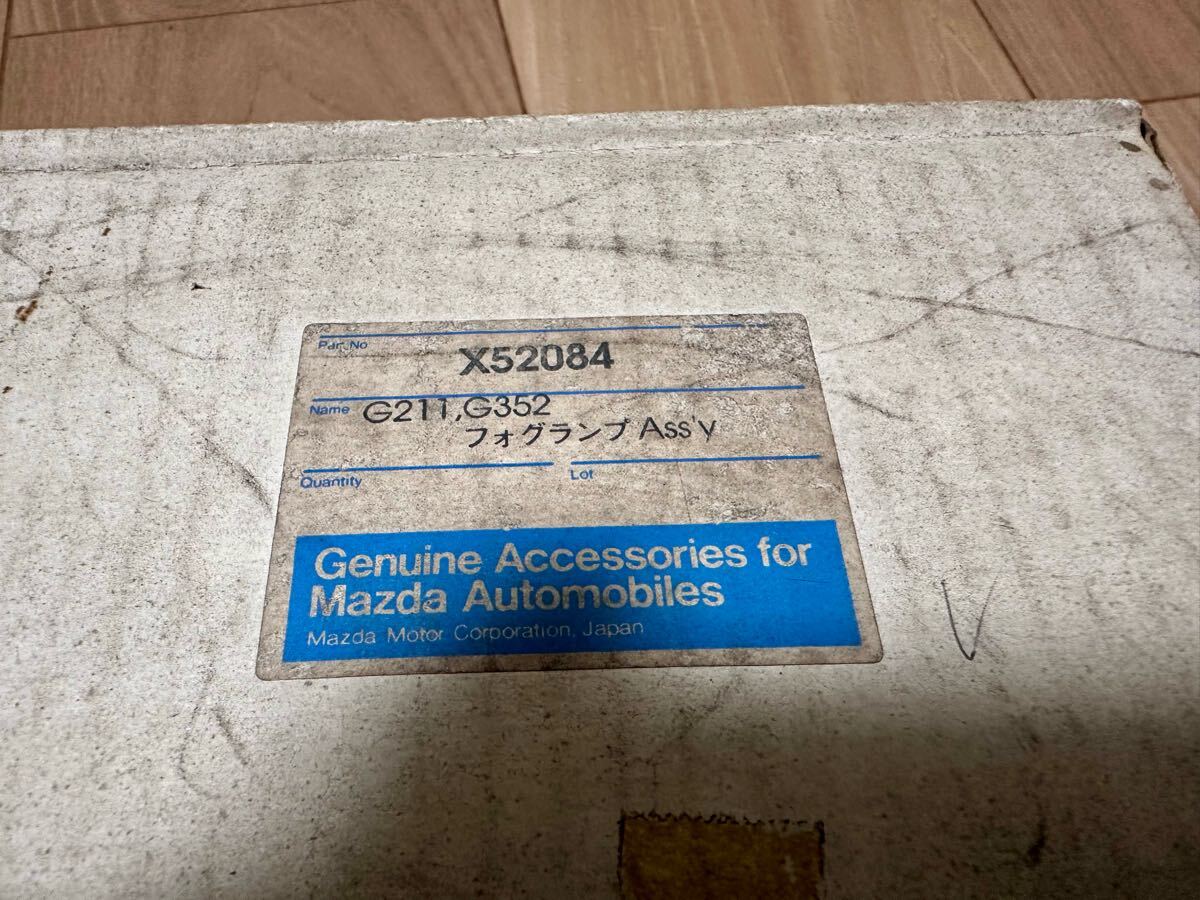 Part No X52084
Name G211,G352
フォグランプ Ass'y
Quantity Lot
Genuine Accessories for
Mazda Automobiles
Mazda Motor Corporation, Japan
V